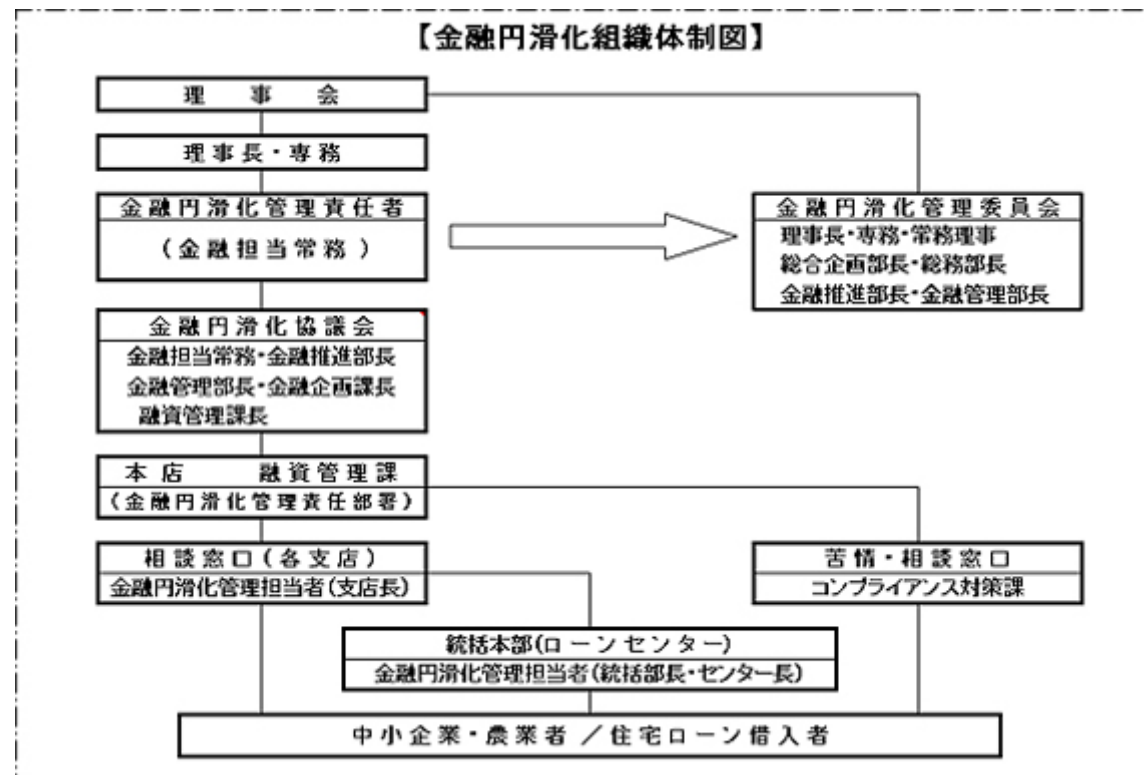 【金融円滑化組織体制図】
理事会
理事長・専務
金融円滑化管理責任者
(金融担当常務)
金融円滑化管理委員会
理事長・専務・常務理事
総合企画部長・総務部長
金融推進部長・金融管理部長
金融円滑化協議会
金融担当常務・金融推進部長
金融管理部長・金融企画課長
融資管理課長
本店 融資管理課
(金融円滑化管理責任部署)
相談窓口(各支店)
金融円滑化管理担当者(支店長)
苦情・相談窓口
コンプライアンス対策課
統括本部(ローンセンター)
金融円滑化管理担当者(統括部長・センター長)
中小企業・農業者 /住宅ローン借入者